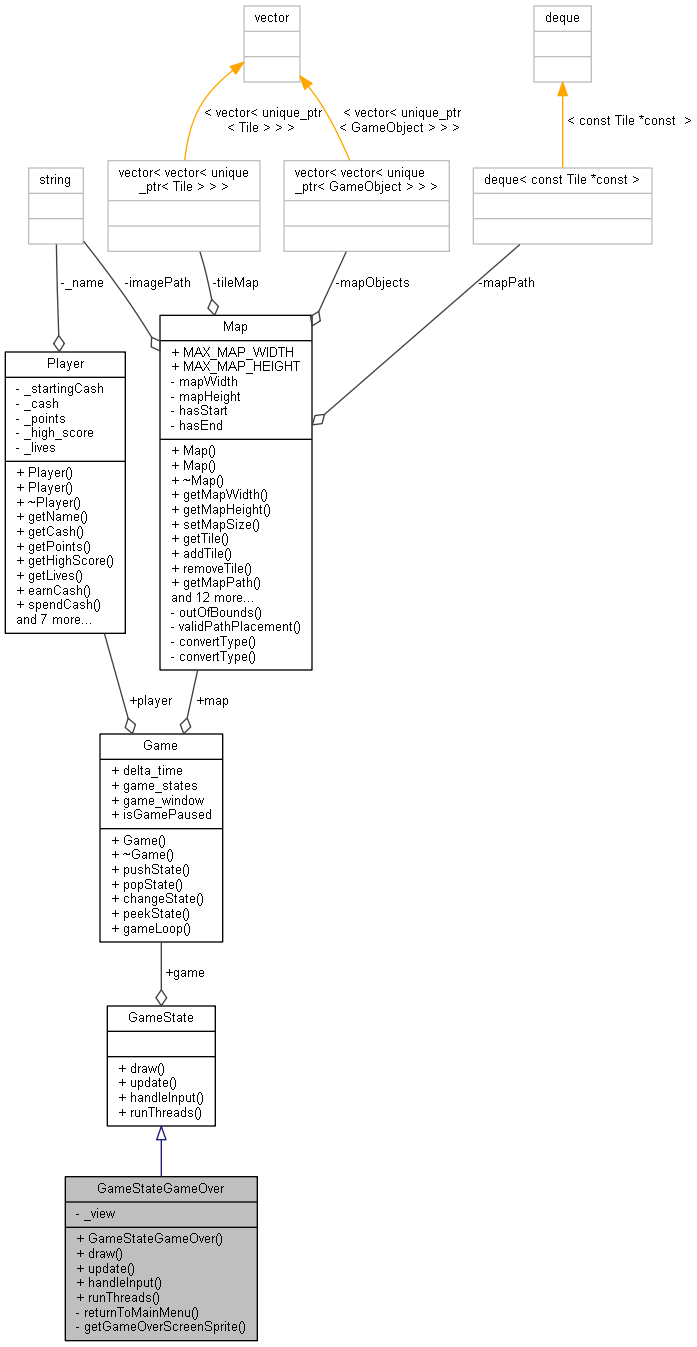 vector
deque
< vector< unique_ptr
< Tile > > >
< vector< unique_ptr
< GameObject > > >
< const Tile *const  >
string
vector< vector< unique
_ptr< Tile > > >
vector< vector< unique
_ptr< GameObject > > >
deque< const Tile *const >
-_name
-imagePath
-tileMap
-mapObjects
-mapPath
Player
- _startingCash
- _cash
- _points
- _high_score
- _lives
+ Player()
+ Player()
+ ~Player()
+ getName()
+ getCash()
+ getPoints()
+ getHighScore()
+ getLives()
+ earnCash()
+ spendCash()
and 7 more...
Map
+ MAX_MAP_WIDTH
+ MAX_MAP_HEIGHT
- mapWidth
- mapHeight
- hasStart
- hasEnd
+ Map()
+ Map()
+ ~Map()
+ getMapWidth()
+ getMapHeight()
+ setMapSize()
+ getTile()
+ addTile()
+ removeTile()
+ getMapPath()
and 12 more...
- outOfBounds()
- validPathPlacement()
- convertType()
- convertType()
+player
+map
Game
+ delta_time
+ game_states
+ game_window
+ isGamePaused
+ Game()
+ ~Game()
+ pushState()
+ popState()
+ changeState()
+ peekState()
+ gameLoop()
+game
GameState
+ draw()
+ update()
+ handleInput()
+ runThreads()
GameStateGameOver
- _view
+ GameStateGameOver()
+ draw()
+ update()
+ handleInput()
+ runThreads()
- returnToMainMenu()
- getGameOverScreenSprite()